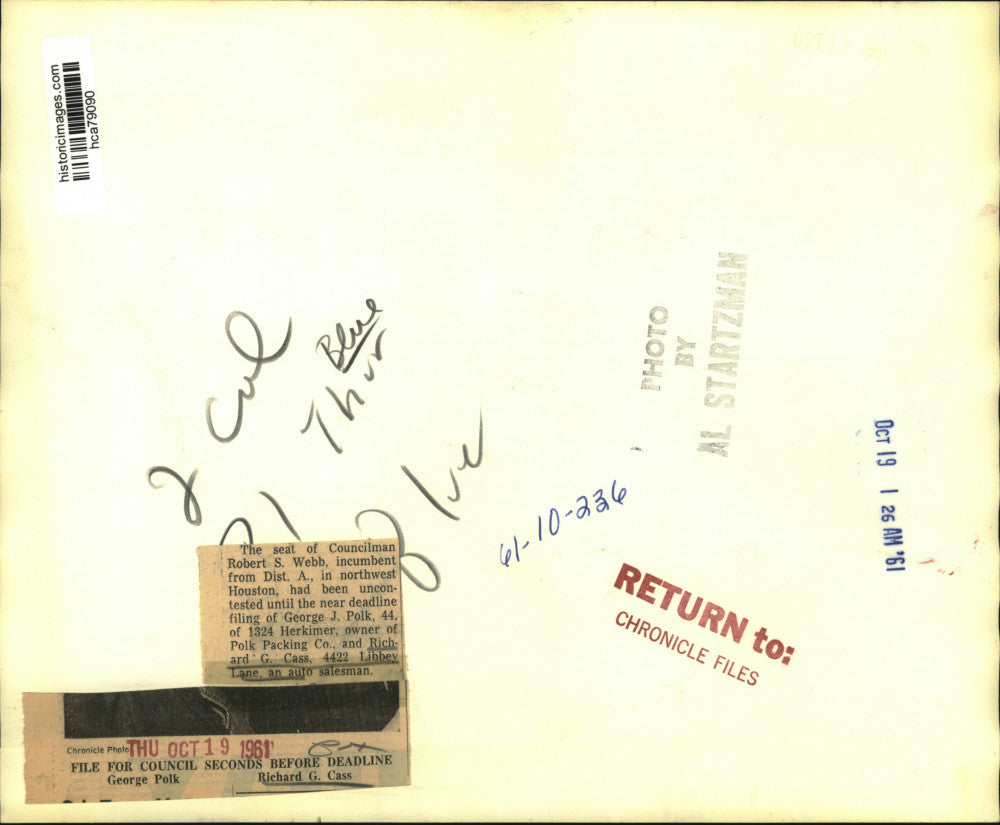 historicimages.com
hca79090
2 Col
Blue
Thur
PHOTO
BY
AL STARTZMAN
OCT 19 1 26 AM '61
61-10-236
RETURN to:
CHRONICLE FILES
The seat of Councilman
Robert S. Webb, incumbent
from Dist. A., in northwest
Houston, had been uncon-
tested until the near deadline
filing of George J. Polk, 44,
of 1324 Herkimer, owner of
Polk Packing Co., and Rich-
ard G. Cass, 4422 Libbey
Lane, an auto salesman.
Chronicle Photo
THU OCT 19 1961
FILE FOR COUNCIL SECONDS BEFORE DEADLINE
George Polk Richard G. Cass